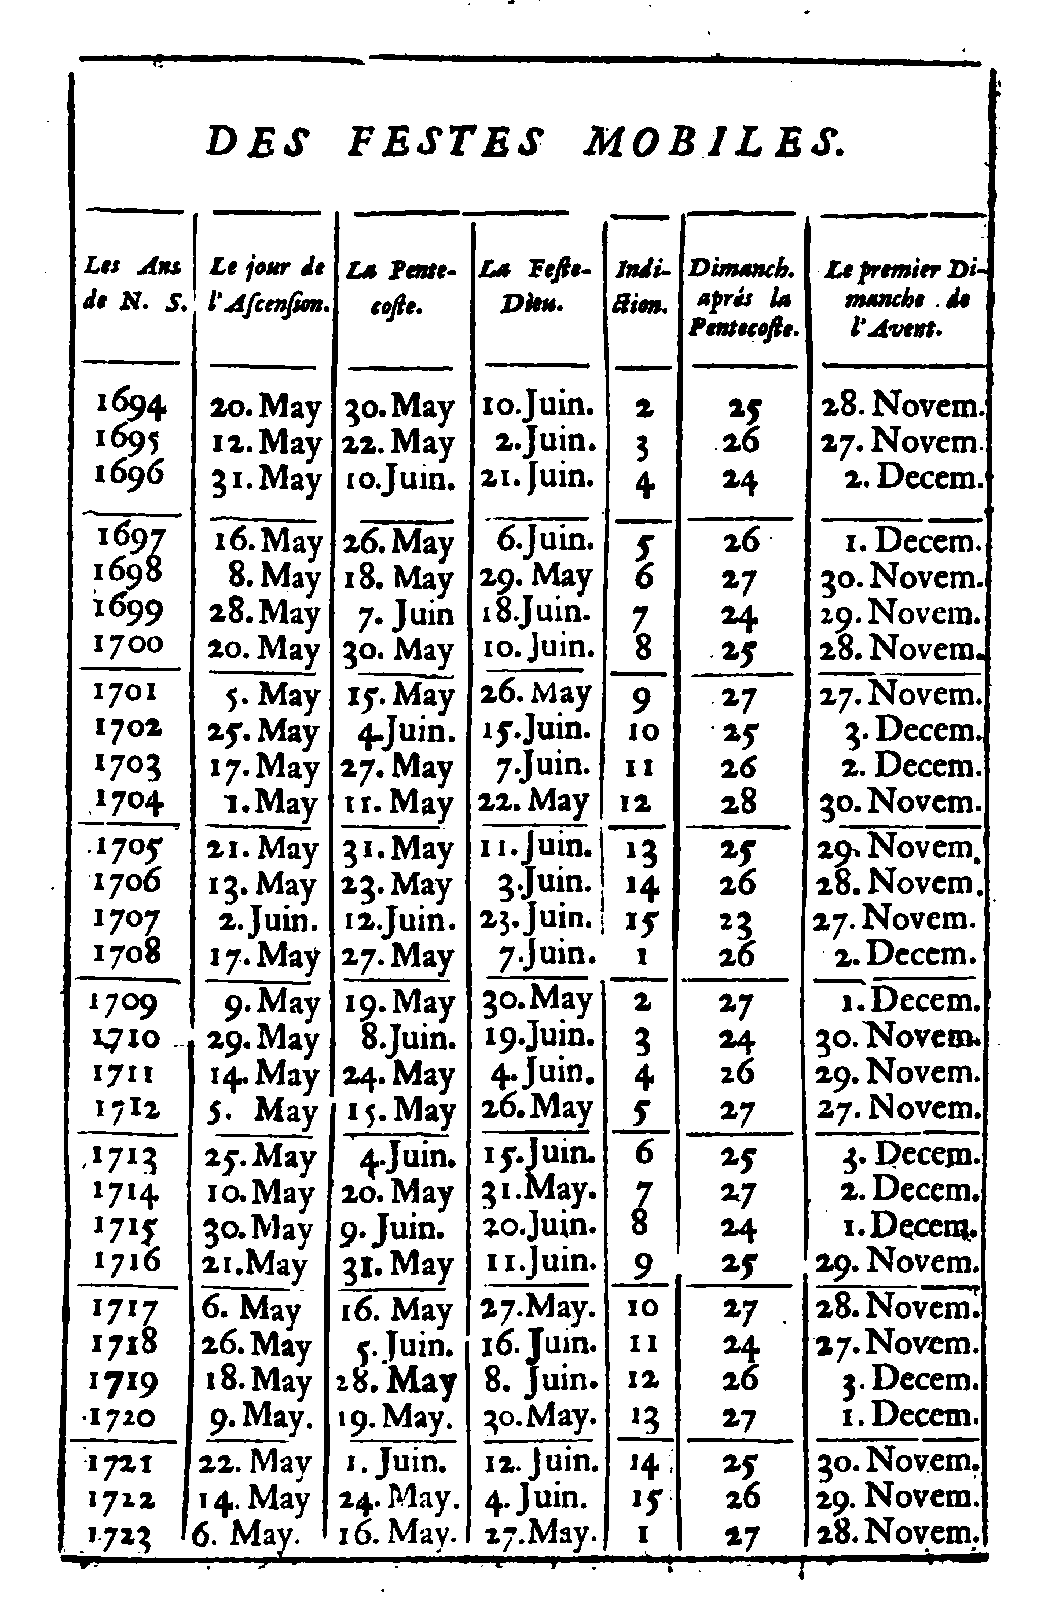 DES FESTES MOBILES.
Les Ans de N. S. | Le jour de l'Ascension. | La Pentecoste. | La Feste-Dieu. | Indiction. | Dimanch. aprés la Pentecoste. | Le premier Dimanche de l'Avent.
1694 20. May 30. May 10. Juin. 2 25 28. Novem.
1695 12. May 22. May 2. Juin. 3 26 27. Novem.
1696 31. May 10. Juin. 21. Juin. 4 24 2. Decem.
1697 16. May 26. May 6. Juin. 5 26 1. Decem.
1698 8. May 18. May 29. May 6 27 30. Novem.
1699 28. May 7. Juin 18. Juin. 7 24 29. Novem.
1700 20. May 30. May 10. Juin. 8 25 28. Novem.
1701 5. May 15. May 26. May 9 27 27. Novem.
1702 25. May 4. Juin. 15. Juin. 10 25 3. Decem.
1703 17. May 27. May 7. Juin. 11 26 2. Decem.
1704 1. May 11. May 22. May 12 28 30. Novem.
1705 21. May 31. May 11. Juin. 13 25 29. Novem.
1706 13. May 23. May 3. Juin. 14 26 28. Novem.
1707 2. Juin. 12. Juin. 23. Juin. 15 23 27. Novem.
1708 17. May 27. May 7. Juin. 1 26 2. Decem.
1709 9. May 19. May 30. May 2 27 1. Decem.
1710 29. May 8. Juin. 19. Juin. 3 24 30. Novem.
1711 14. May 24. May 4. Juin. 4 26 29. Novem.
1712 5. May 15. May 26. May 5 27 27. Novem.
1713 25. May 4. Juin. 15. Juin. 6 25 3. Decem.
1714 10. May 20. May 31. May. 7 27 2. Decem.
1715 30. May 9. Juin. 20. Juin. 8 24 1. Decem.
1716 21. May 31. May 11. Juin. 9 25 29. Novem.
1717 6. May 16. May 27. May. 10 27 28. Novem.
1718 26. May 5. Juin. 16. Juin. 11 24 27. Novem.
1719 18. May 28. May 8. Juin. 12 26 3. Decem.
1720 9. May. 19. May. 30. May. 13 27 1. Decem.
1721 22. May 1. Juin. 12. Juin. 14 25 30. Novem.
1722 14. May 24. May. 4. Juin. 15 26 29. Novem.
1723 6. May. 16. May. 27. May. 1 27 28. Novem.